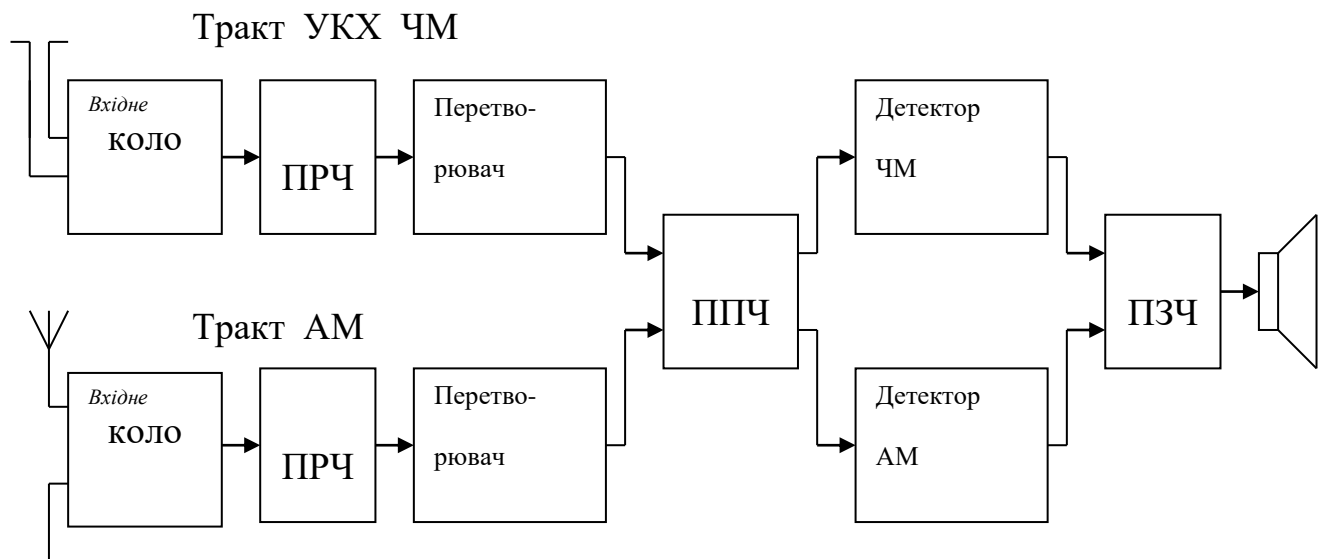 Тракт УКХ ЧМ
Вхідне
коло
ПРЧ
Перетво-
рювач
ППЧ
Детектор
ЧМ
ПЗЧ
Тракт АМ
Вхідне
коло
ПРЧ
Перетво-
рювач
Детектор
АМ